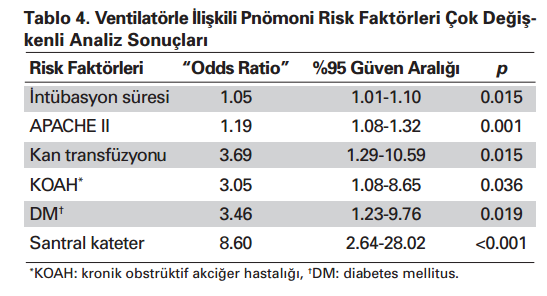 Tablo 4. Ventilatörle İlişkili Pnömoni Risk Faktörleri Çok Değiş-
kenli Analiz Sonuçları
Risk Faktörleri “Odds Ratio” %95 Güven Aralığı p
İntübasyon süresi 1.05 1.01-1.10 0.015
APACHE II 1.19 1.08-1.32 0.001
Kan transfüzyonu 3.69 1.29-10.59 0.015
KOAH* 3.05 1.08-8.65 0.036
DM† 3.46 1.23-9.76 0.019
Santral kateter 8.60 2.64-28.02 <0.001
*KOAH: kronik obstrüktif akciğer hastalığı, †DM: diabetes mellitus.